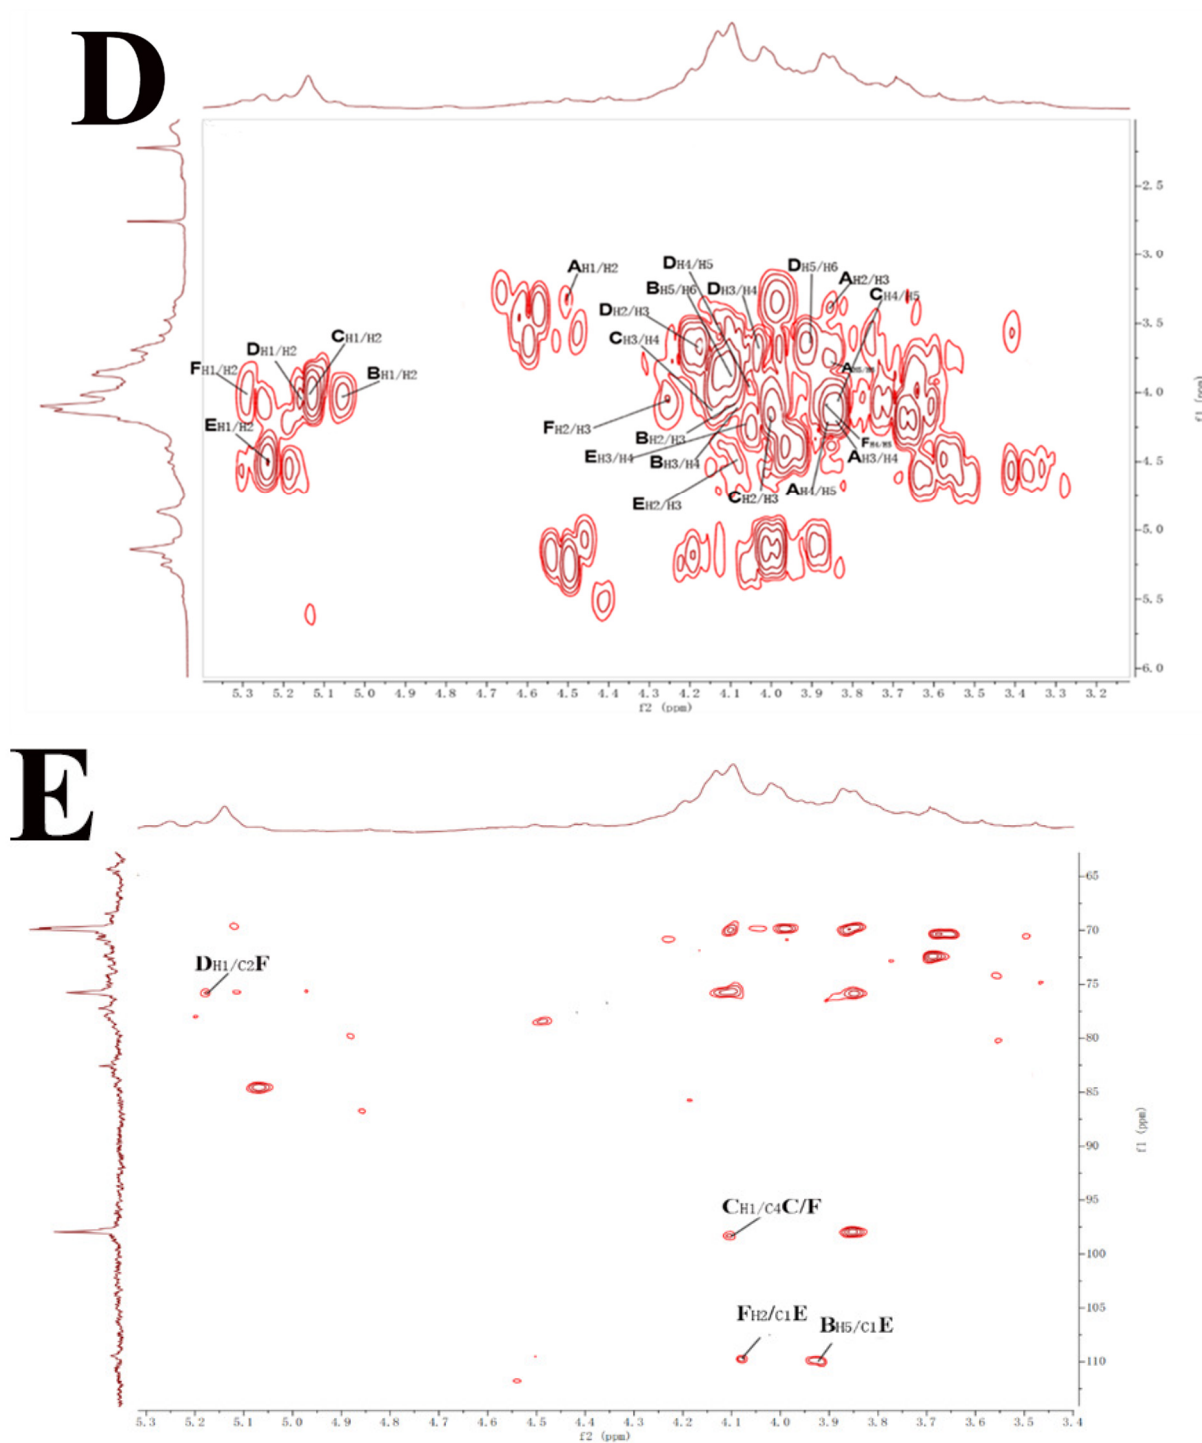 D
-2.5
-3.0
AH1/H2
DH4/H5
DH5/H6
AH2/H3
BH5/H6
DH3/H4
CH4/H5
DH2/H3
-3.5
CH1/H2
CH3/H4
DH1/H2
FH1/H2
BH1/H2
-4.0
EH1/H2
FH2/H3
BH2/H3
FH4/H5
EH3/H4
BH3/H4
AH3/H4
-4.5
EH2/H3
CH2/H3
AH4/H5
-5.0
-5.5
-6.0
f1 (ppm)
5.3 5.2 5.1 5.0 4.9 4.8 4.7 4.6 4.5 4.4 4.3 4.2 4.1 4.0 3.9 3.8 3.7 3.6 3.5 3.4 3.3 3.2
f2 (ppm)
E
-65
-70
DH1/C2F
-75
-80
-85
-90
f1 (ppm)
-95
CH1/C4C/F
-100
-105
FH2/C1E
BH5/C1E
-110
5.3 5.2 5.1 5.0 4.9 4.8 4.7 4.6 4.5 4.4 4.3 4.2 4.1 4.0 3.9 3.8 3.7 3.6 3.5 3.4
f2 (ppm)